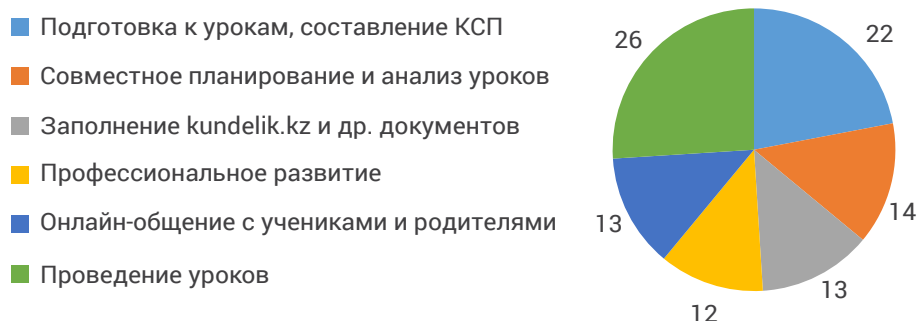 Подготовка к урокам, составление КСП
Совместное планирование и анализ уроков
Заполнение kundelik.kz и др. документов
Профессиональное развитие
Онлайн-общение с учениками и родителями
Проведение уроков
26
22
13
14
12
13